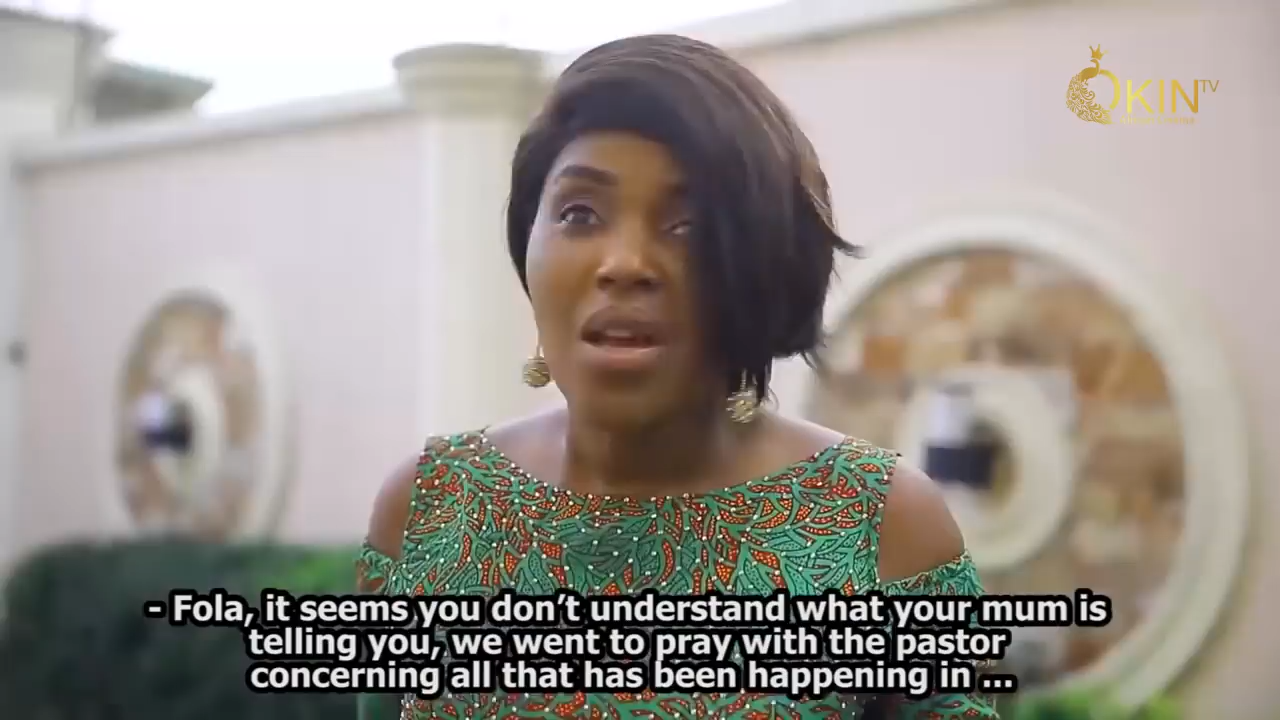 OKIN TV
- Fola, it seems you don't understand what your mum is
telling you, we went to pray with the pastor
concerning all that has been happening in ...